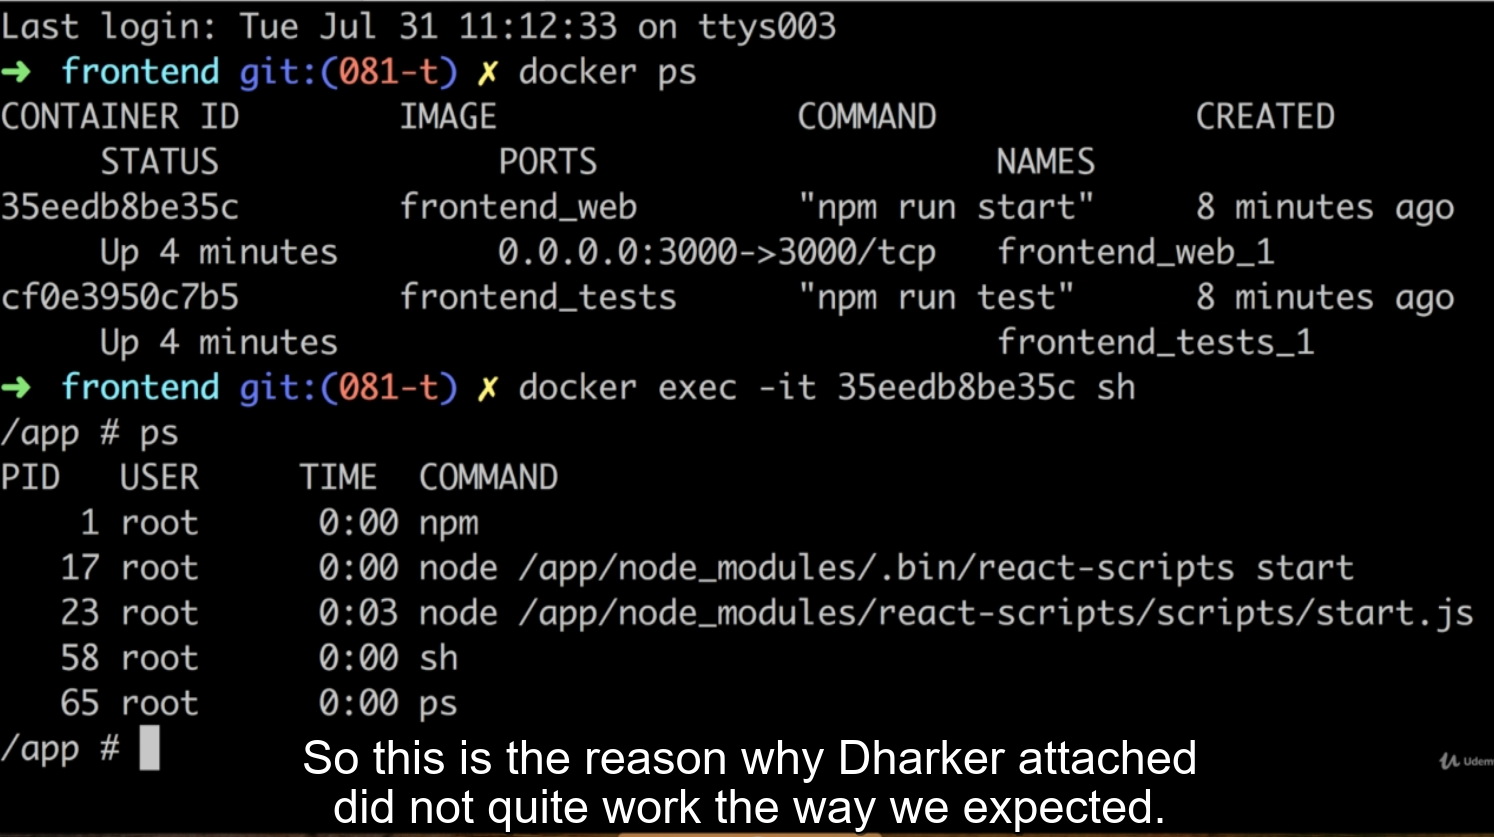 Last login: Tue Jul 31 11:12:33 on ttys003
➜  frontend git:(081-t) ✗ docker ps
CONTAINER ID        IMAGE               COMMAND             CREATED
     STATUS              PORTS                    NAMES
35eedb8be35c        frontend_web        "npm run start"     8 minutes ago
     Up 4 minutes        0.0.0.0:3000->3000/tcp   frontend_web_1
cf0e3950c7b5        frontend_tests      "npm run test"      8 minutes ago
     Up 4 minutes                                 frontend_tests_1
➜  frontend git:(081-t) ✗ docker exec -it 35eedb8be35c sh
/app # ps
PID   USER     TIME  COMMAND
    1 root      0:00 npm
   17 root      0:00 node /app/node_modules/.bin/react-scripts start
   23 root      0:03 node /app/node_modules/react-scripts/scripts/start.js
   58 root      0:00 sh
   65 root      0:00 ps
/app #
So this is the reason why Dharker attached
did not quite work the way we expected.